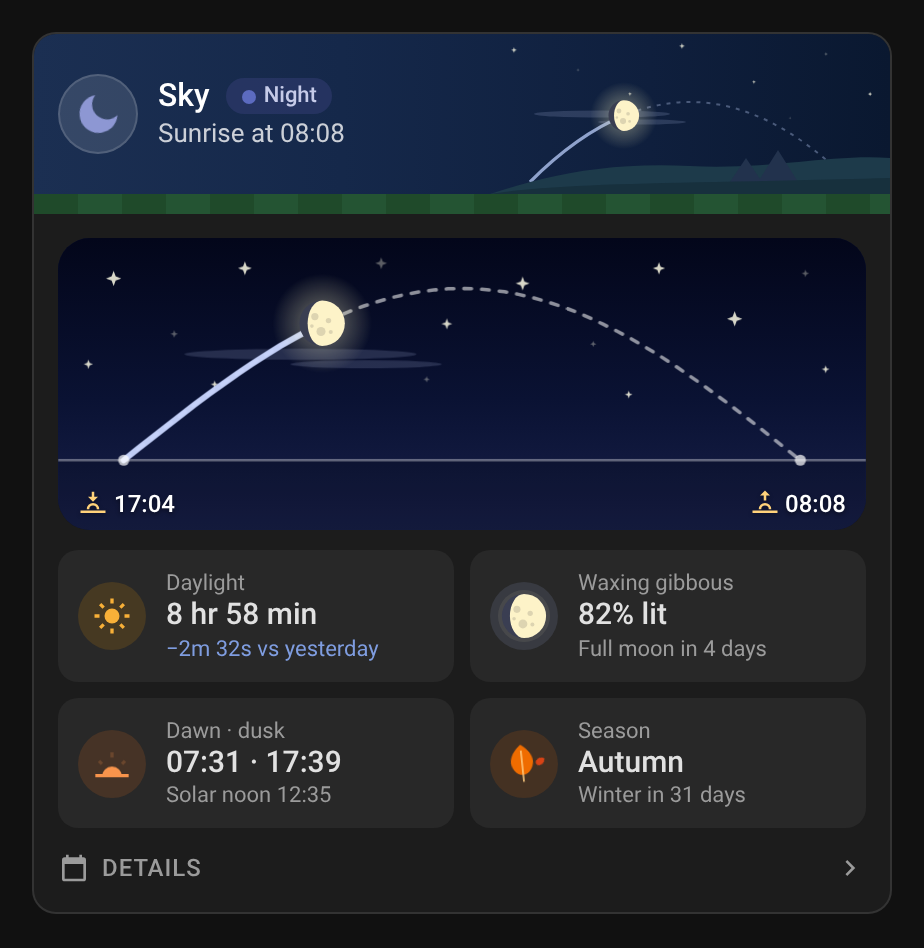 Sky
Night
Sunrise at 08:08
17:04
08:08
Daylight
8 hr 58 min
−2m 32s vs yesterday
Waxing gibbous
82% lit
Full moon in 4 days
Dawn · dusk
07:31 · 17:39
Solar noon 12:35
Season
Autumn
Winter in 31 days
DETAILS